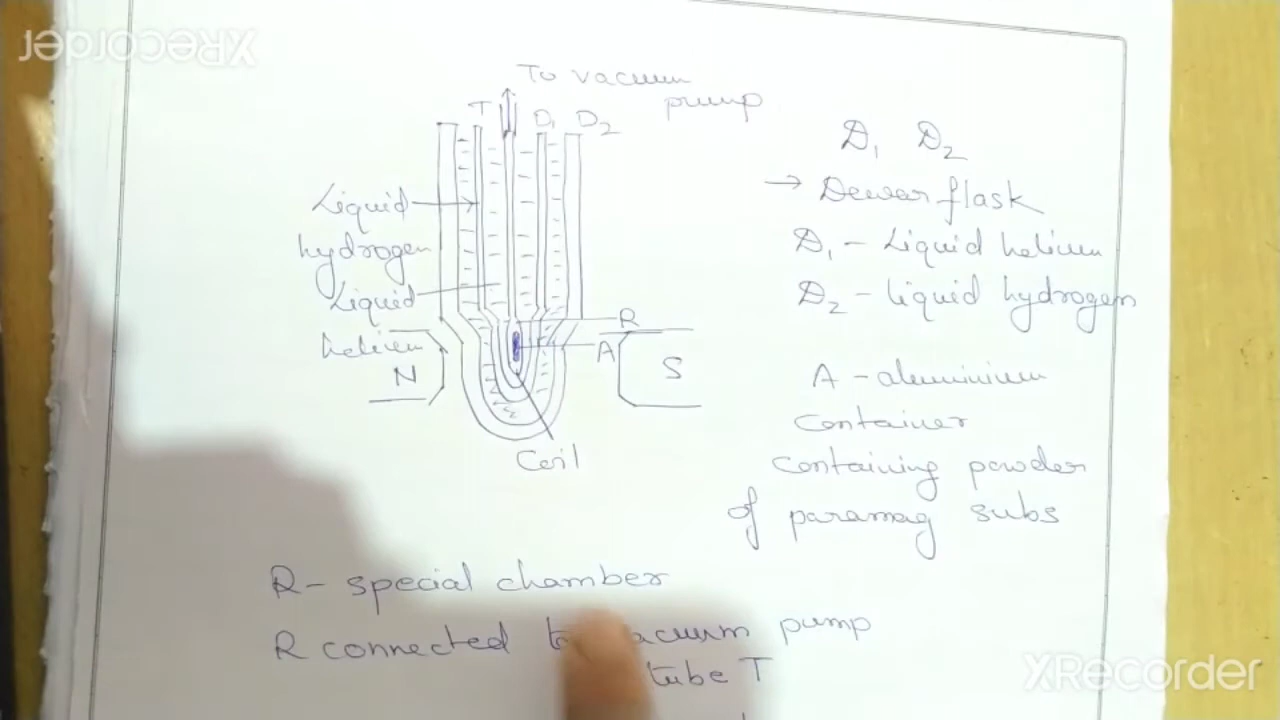 XRecorder
To vacuum
pump
T
D1 D2
Liquid
hydrogen
Liquid
helium
N
R
A
S
Coil
D1 D2
→ Dewar flask
D1 - Liquid helium
D2 - liquid hydrogen
A - aluminium
container
containing powder
of paramag subs
R - special chamber
R connected vacuum pump
tube T
XRecorder